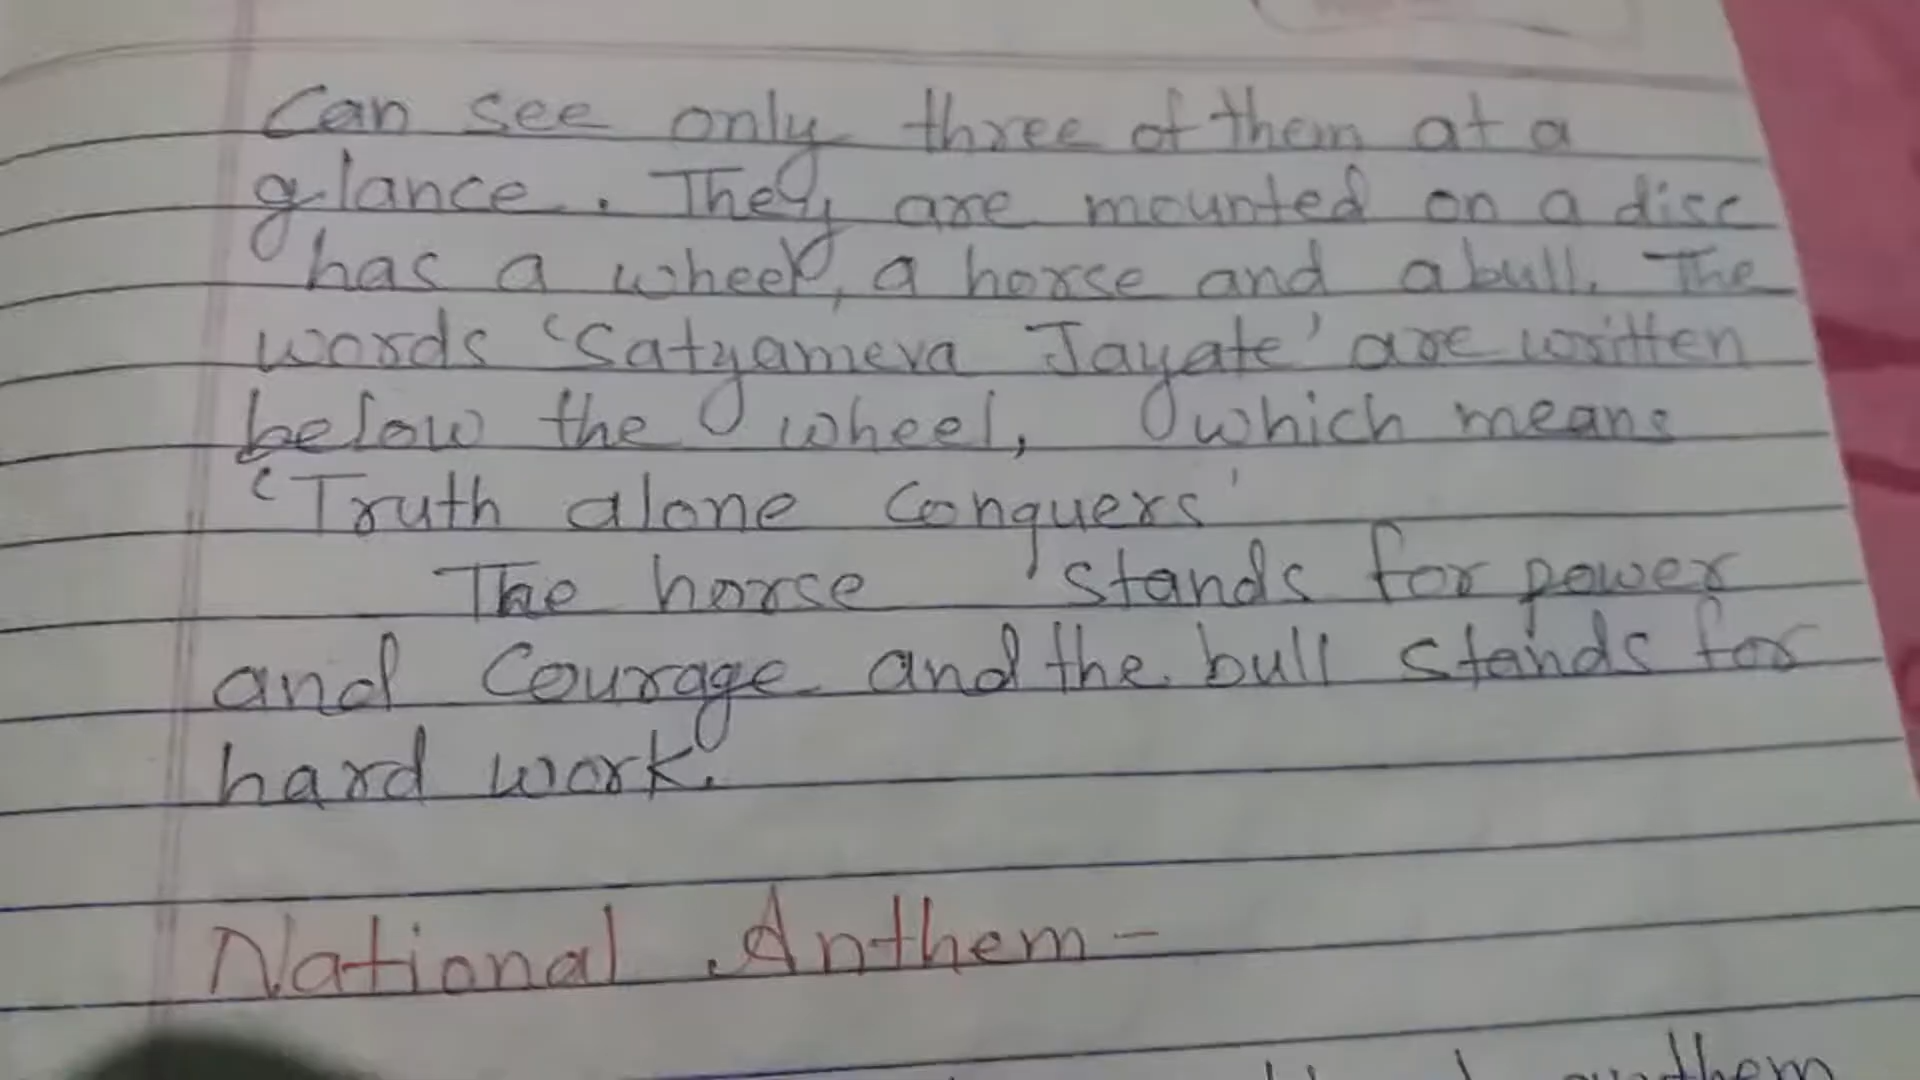 Can see only three of them at a
glance. They are mounted on a disc
has a wheel, a horse and a bull. The
words 'Satyameva Jayate' are written
below the wheel, which means
'Truth alone Conquers'
The horse stands for power
and Courage and the bull stands for
hard work.
National Anthem-
anthem